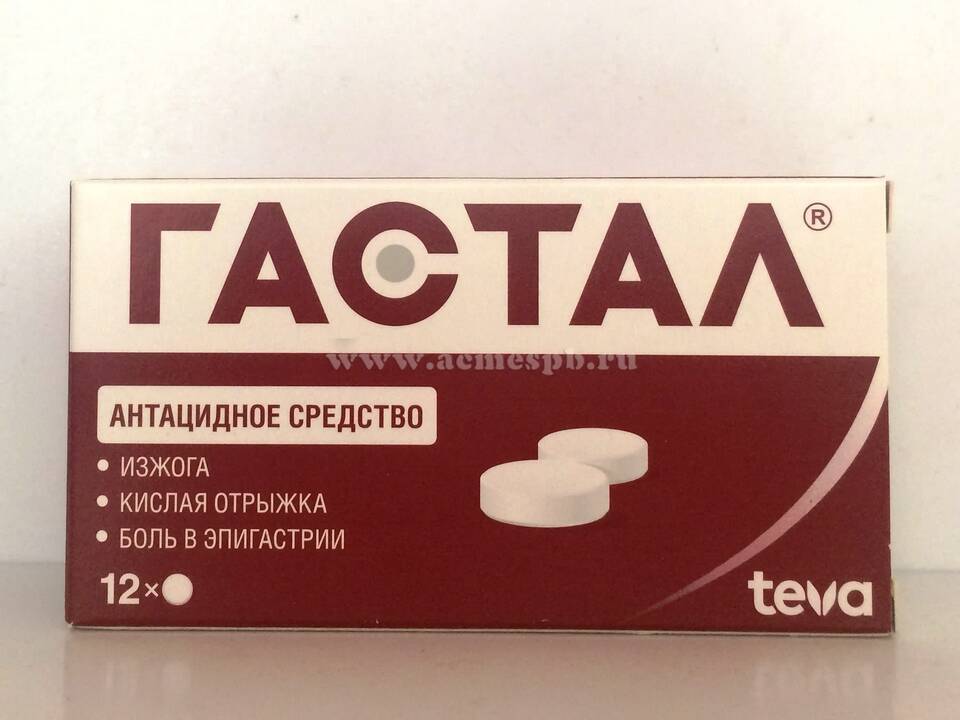 ГАСТАЛ®
www.acmespb.ru
АНТАЦИДНОЕ СРЕДСТВО
• ИЗЖОГА
• КИСЛАЯ ОТРЫЖКА
• БОЛЬ В ЭПИГАСТРИИ
12×
teva